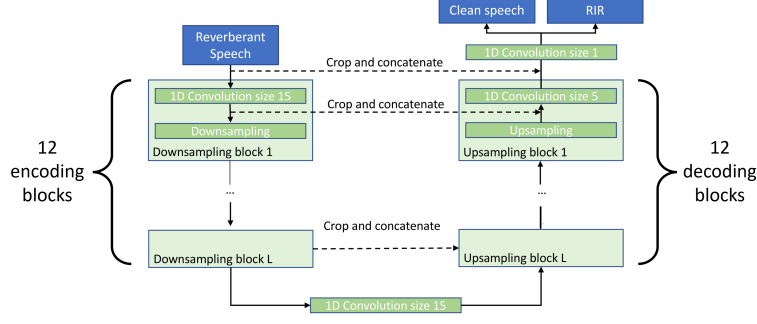 Clean speech
RIR
Reverberant
Speech
1D Convolution size 1
Crop and concatenate
1D Convolution size 15
Crop and concatenate
1D Convolution size 5
Downsampling
Upsampling
Downsampling block 1
Upsampling block 1
12
encoding
blocks
12
decoding
blocks
...
...
Crop and concatenate
Downsampling block L
Upsampling block L
1D Convolution size 15